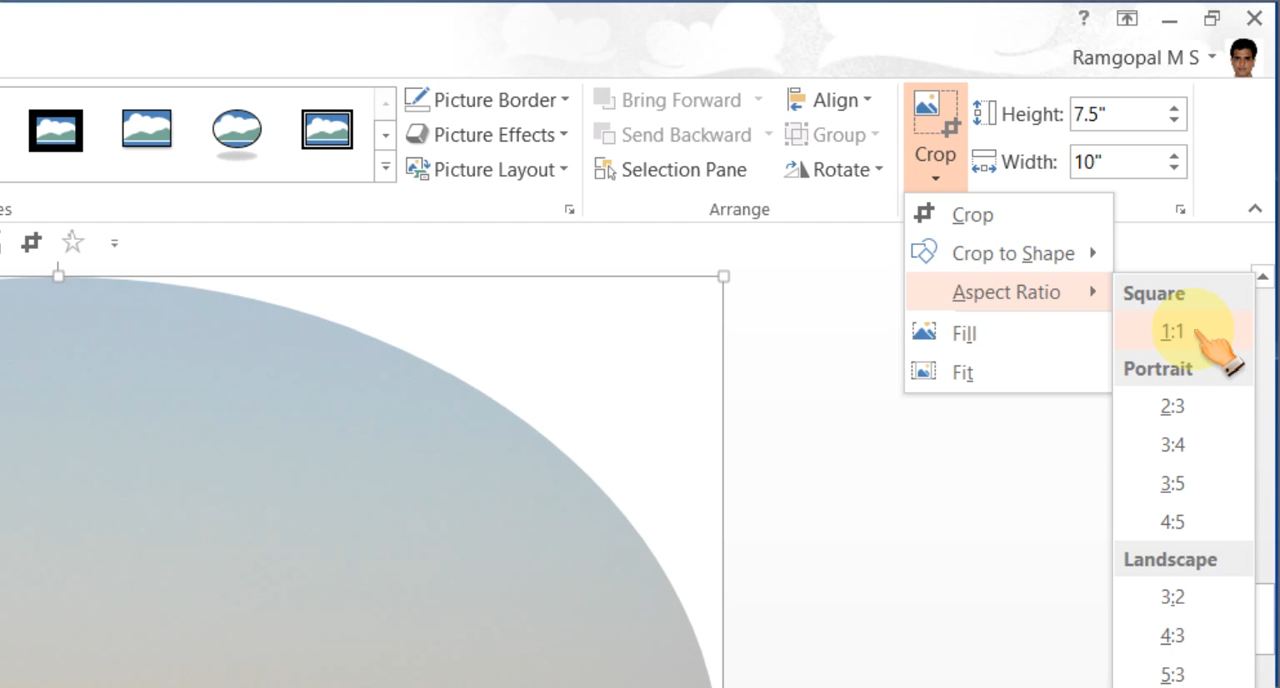 ?
Ramgopal M S
Picture Border
Bring Forward
Align
Height: 7.5"
Picture Effects
Send Backward
Group
Crop
Width: 10"
Picture Layout
Selection Pane
Rotate
es
Arrange
Crop
Crop to Shape
Aspect Ratio
Fill
Fit
Square
1:1
Portrait
2:3
3:4
3:5
4:5
Landscape
3:2
4:3
5:3